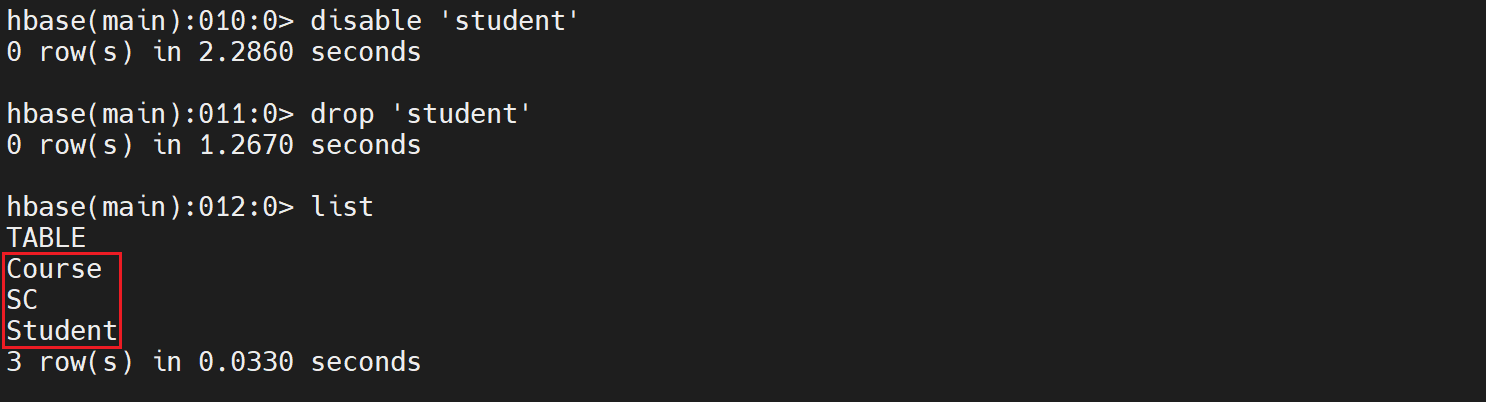 hbase(main):010:0> disable 'student'
0 row(s) in 2.2860 seconds
hbase(main):011:0> drop 'student'
0 row(s) in 1.2670 seconds
hbase(main):012:0> list
TABLE
Course
SC
Student
3 row(s) in 0.0330 seconds